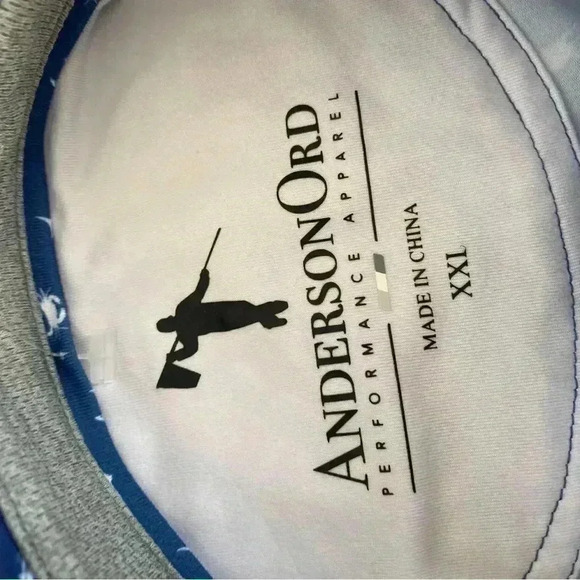 ANDERSONORD
PERFORMANCE APPAREL
MADE IN CHINA
XXL